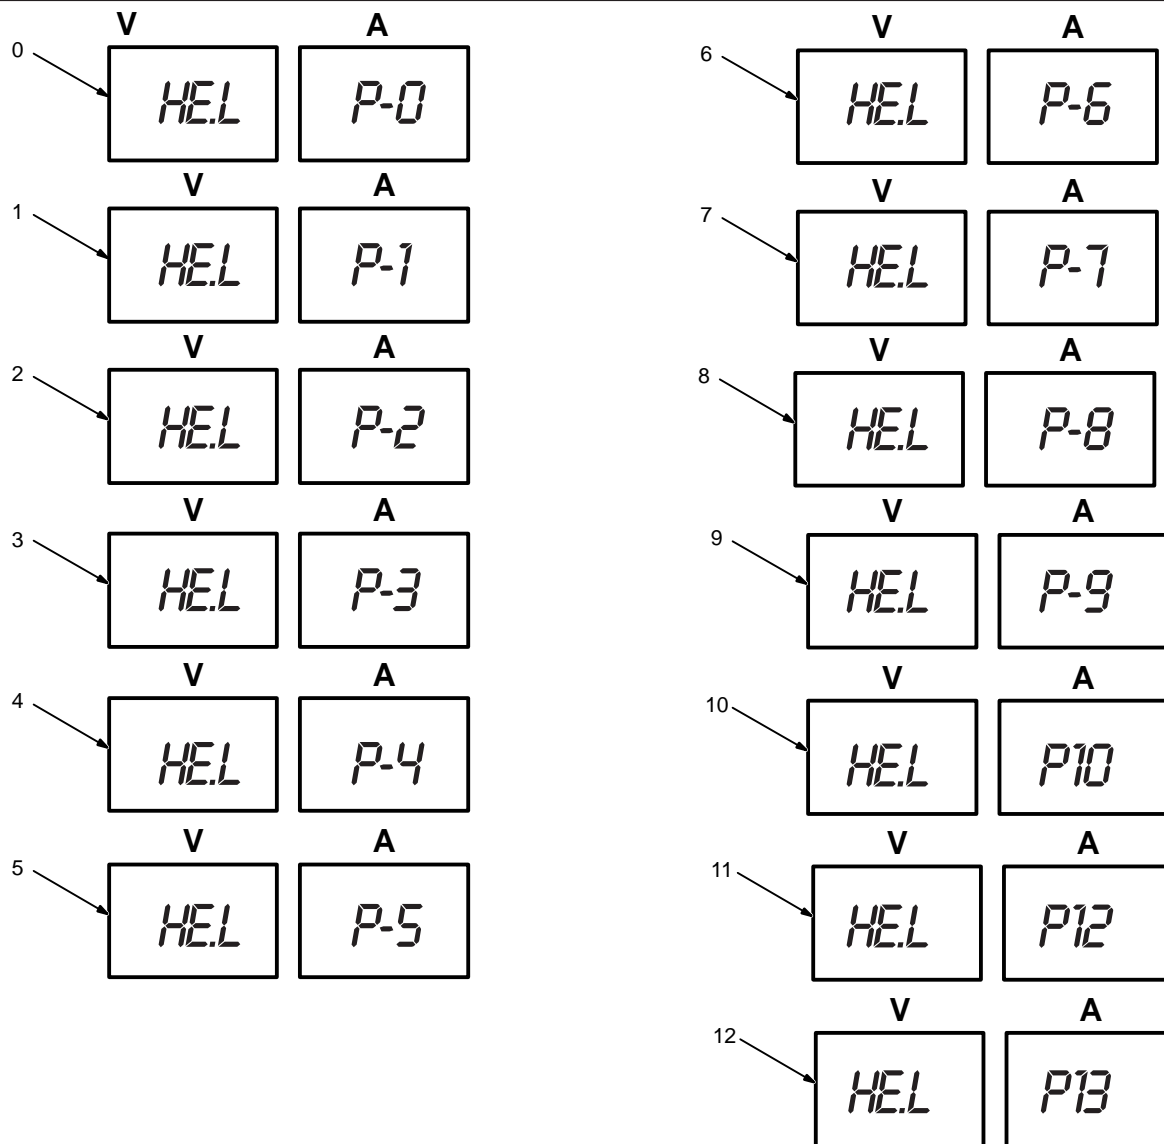 V A
0 HE.L P-0
V A
1 HE.L P-1
V A
2 HE.L P-2
V A
3 HE.L P-3
V A
4 HE.L P-4
V A
5 HE.L P-5
V A
6 HE.L P-6
V A
7 HE.L P-7
V A
8 HE.L P-8
V A
9 HE.L P-9
V A
10 HE.L P10
V A
11 HE.L P12
V A
12 HE.L P13